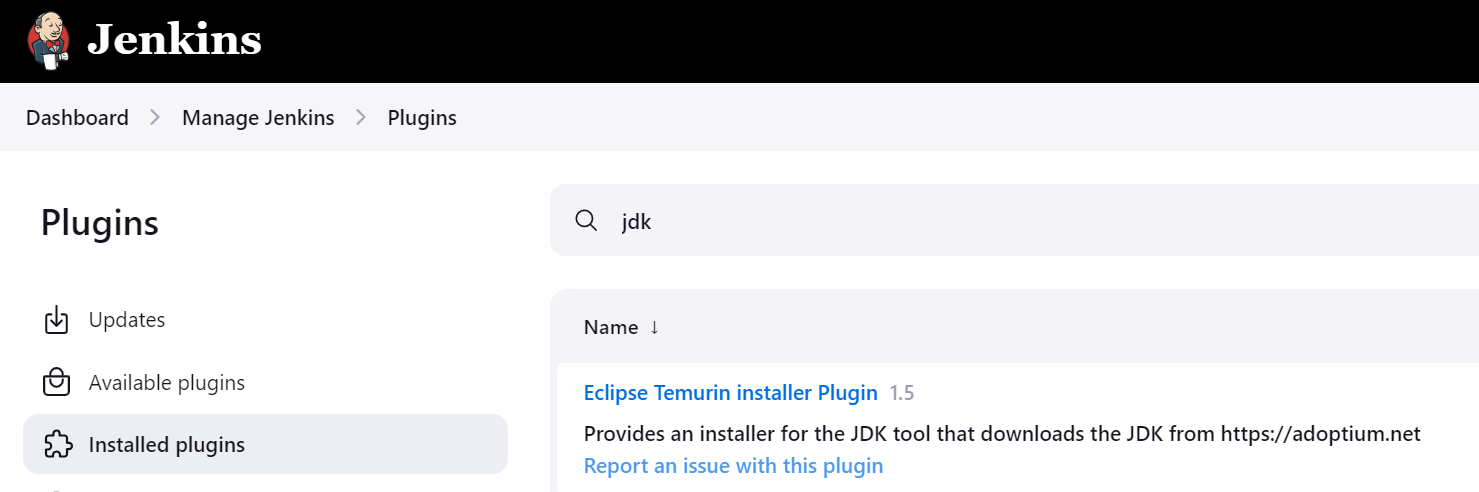 Jenkins
Dashboard > Manage Jenkins > Plugins
Plugins
Updates
Available plugins
Installed plugins
jdk
Name ↓
Eclipse Temurin installer Plugin 1.5
Provides an installer for the JDK tool that downloads the JDK from https://adoptium.net
Report an issue with this plugin